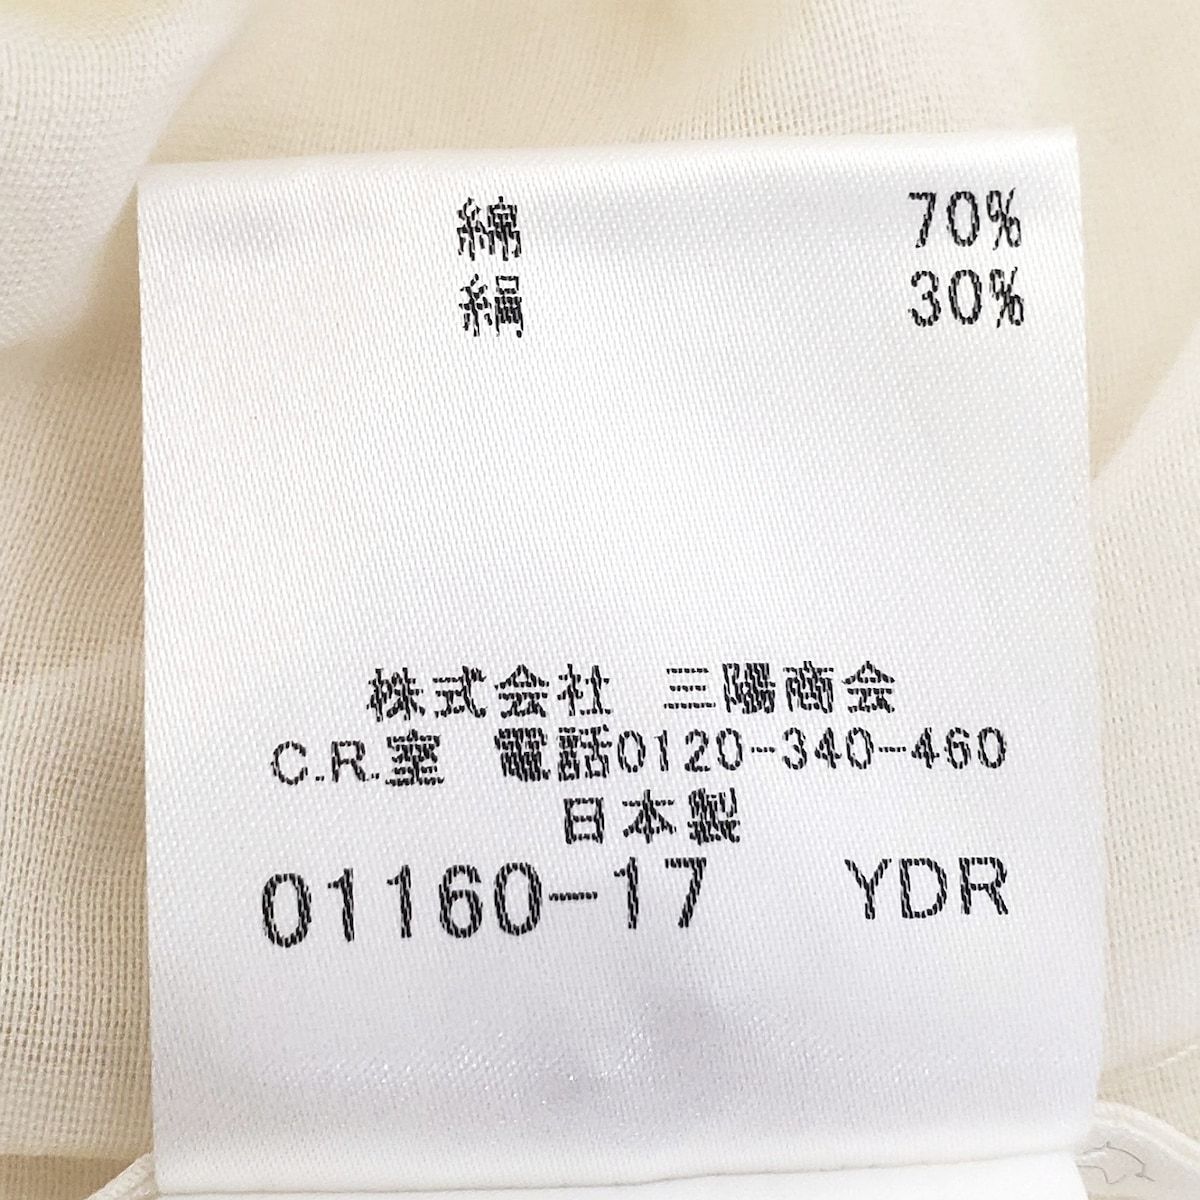 綿 70%
絹 30%
株式会社 三陽商会
C.R.室 電話0120-340-460
日本製
01160-17 YDR